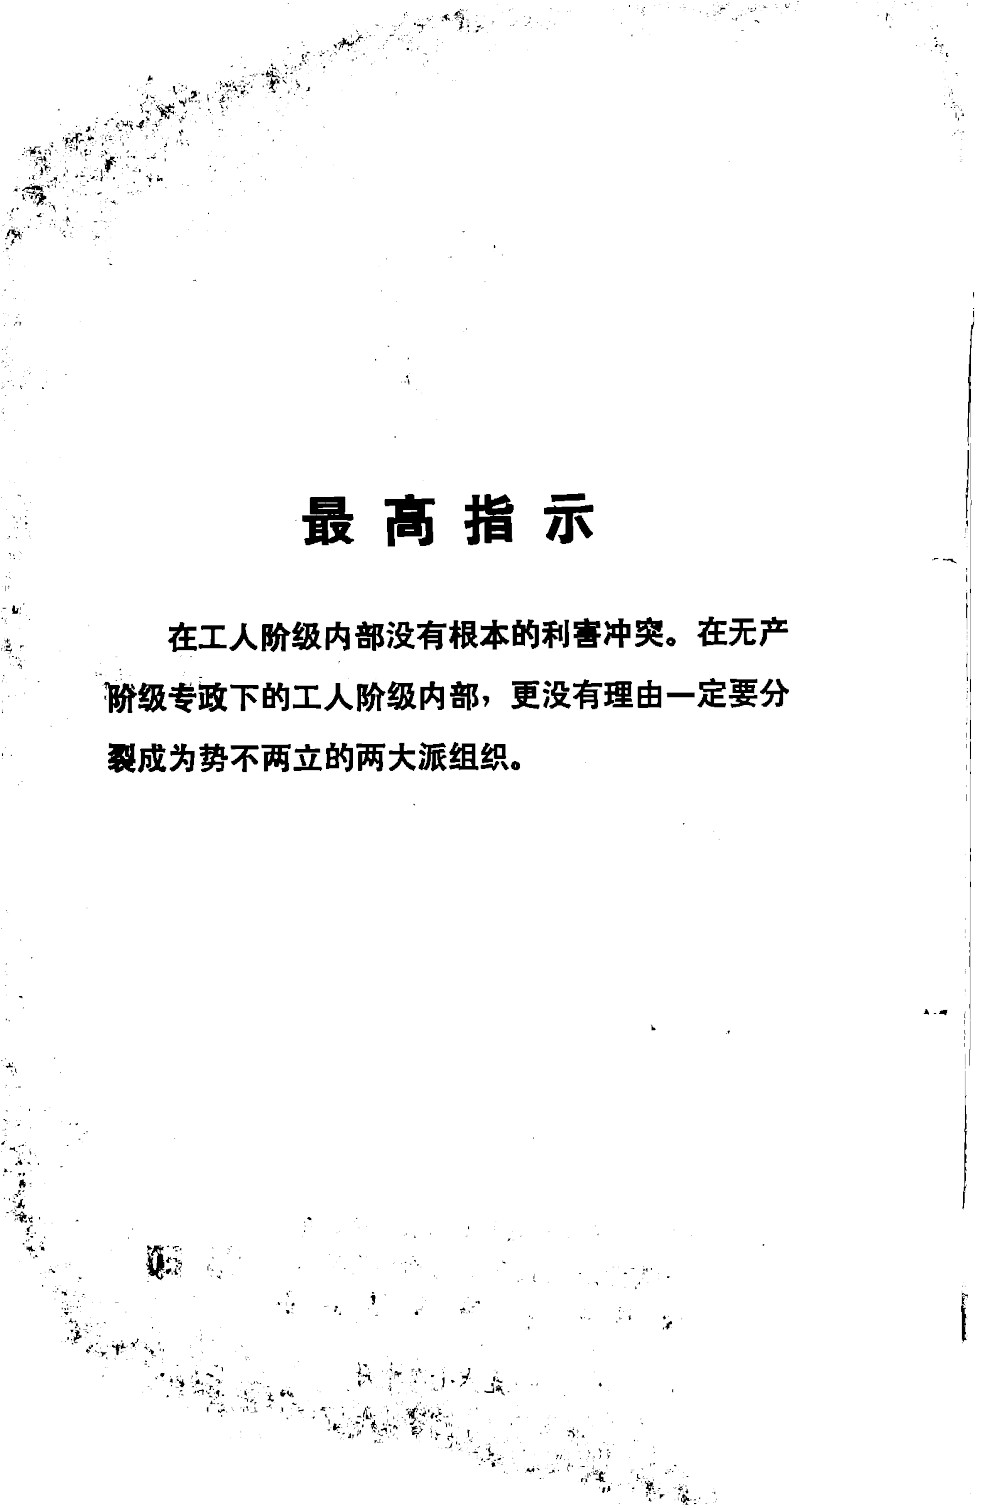 最高指示
在工人阶级内部没有根本的利害冲突。在无产
阶级专政下的工人阶级内部，更没有理由一定要分
裂成为势不两立的两大派组织。